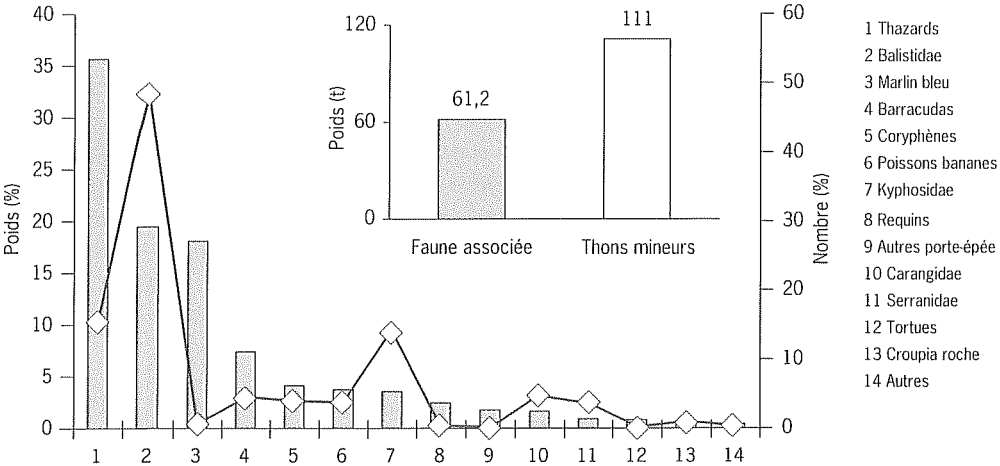 40
35
30
25
20
15
10
5
0
Poids (%)
120
60
0
Poids (t)
61,2
111
Faune associée
Thons mineurs
60
50
40
30
20
10
0
Nombre (%)
1 2 3 4 5 6 7 8 9 10 11 12 13 14
1 Thazards
2 Balistidae
3 Marlin bleu
4 Barracudas
5 Coryphènes
6 Poissons bananes
7 Kyphosidae
8 Requins
9 Autres porte-épée
10 Carangidae
11 Serranidae
12 Tortues
13 Croupia roche
14 Autres